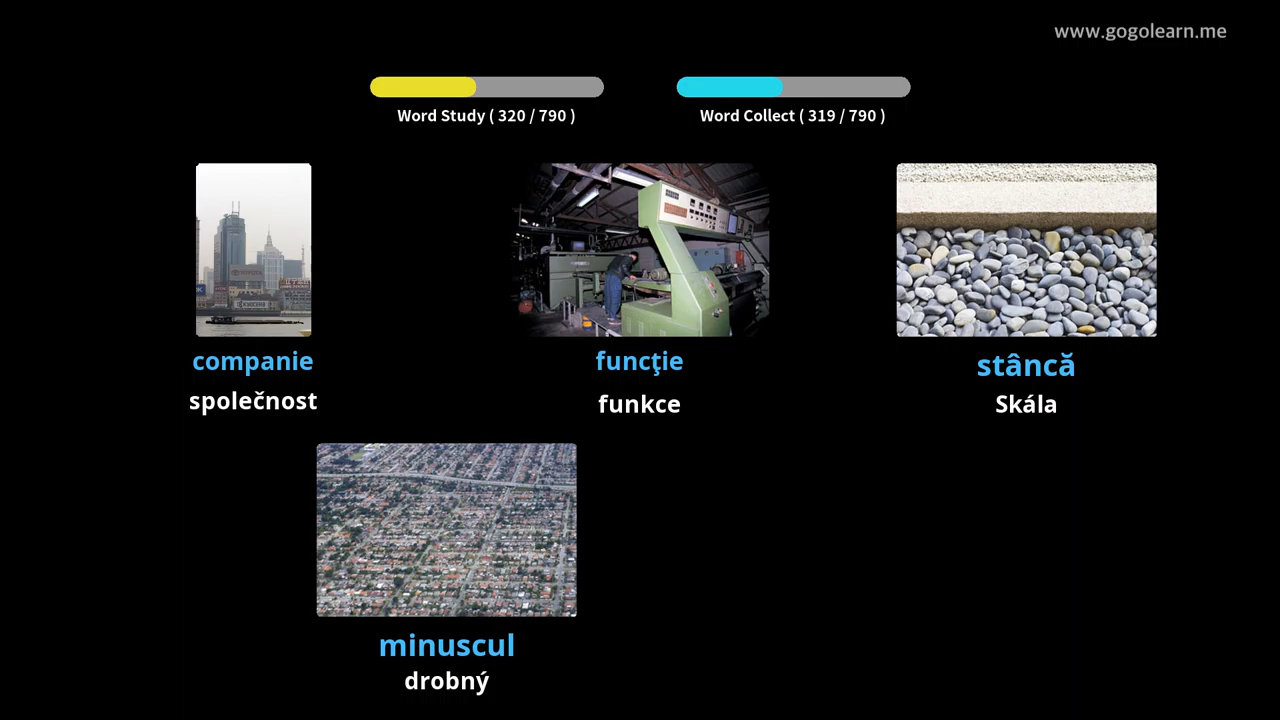 www.gogolearn.me
Word Study ( 320 / 790 )
Word Collect ( 319 / 790 )
companie
funcţie
stâncă
společnost
funkce
Skála
minuscul
drobný